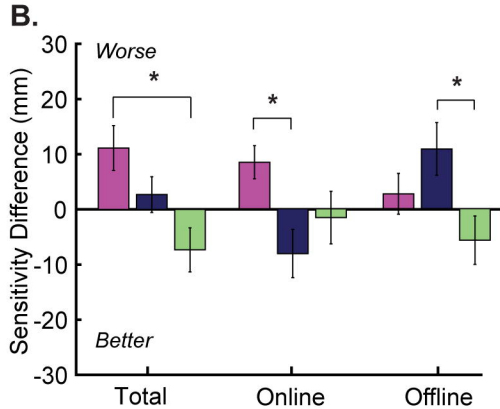 B.
Sensitivity Difference (mm)
30
20
10
0
-10
-20
-30
Worse
*
*
*
Better
Total Online Offline